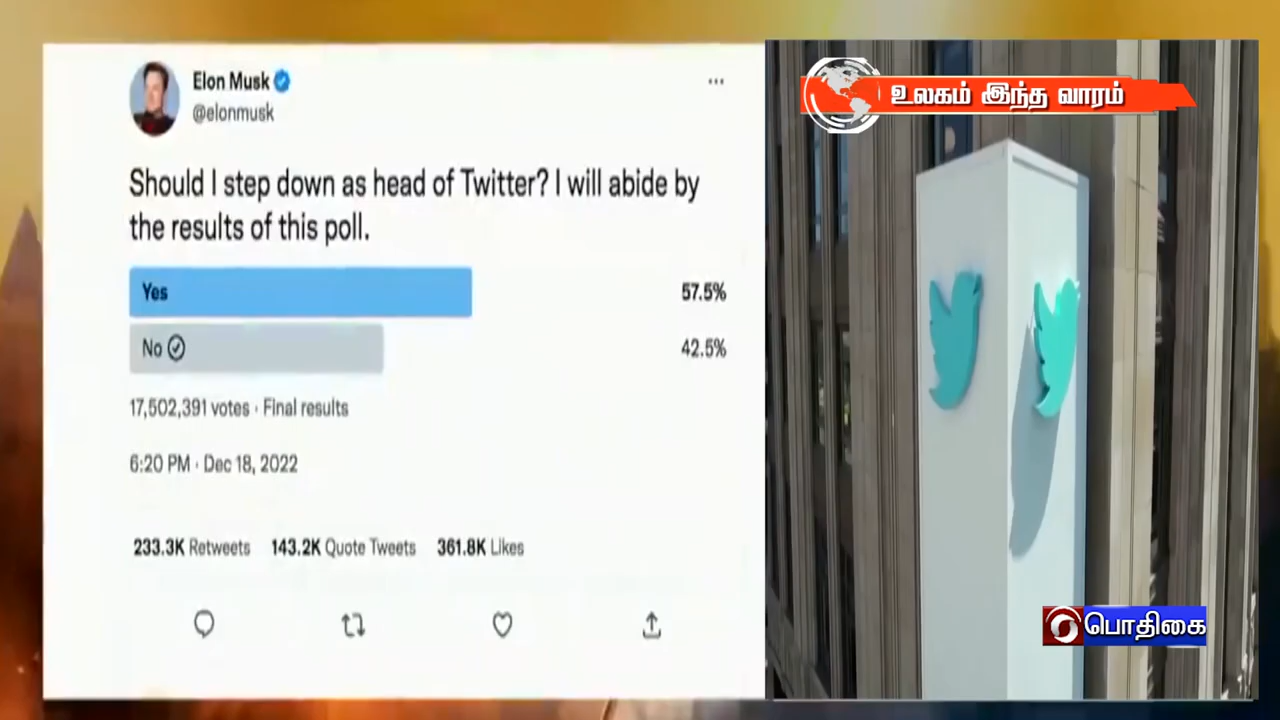 Elon Musk
@elonmusk
Should I step down as head of Twitter? I will abide by
the results of this poll.
Yes 57.5%
No 42.5%
17,502,391 votes · Final results
6:20 PM · Dec 18, 2022
233.3K Retweets 143.2K Quote Tweets 361.8K Likes
உலகம் இந்த வாரம்
பொதிகை